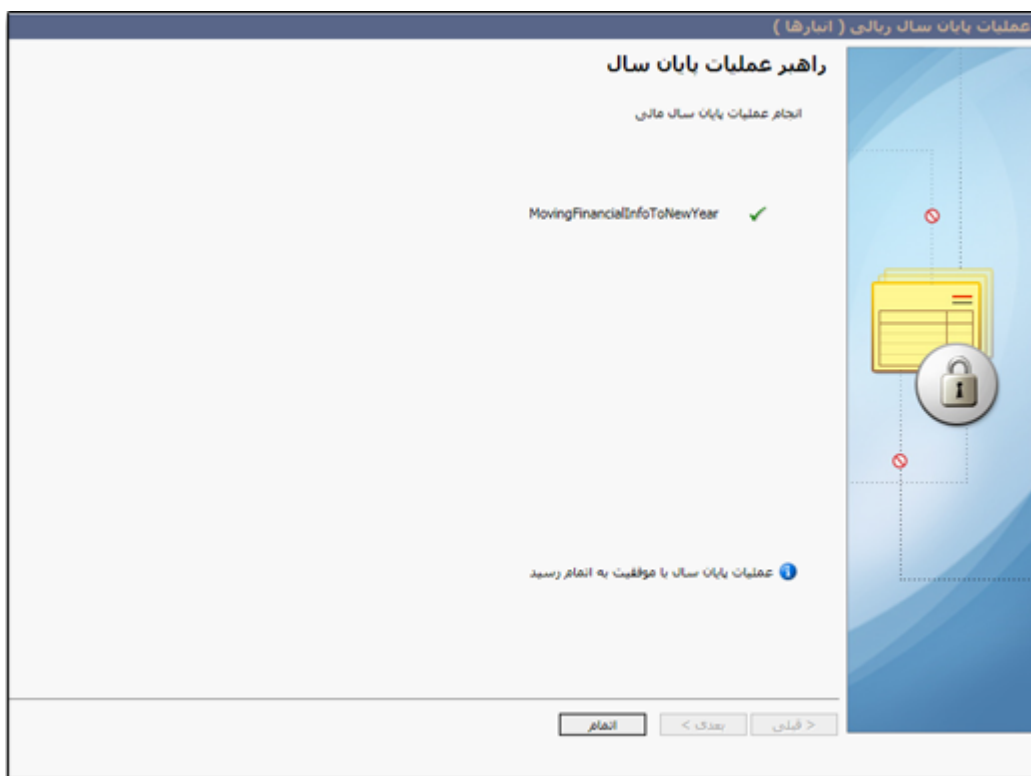 عملیات پایان سال ریالی ( انبارها )
راهبر عملیات پایان سال
انجام عملیات پایان سال مالی
MovingFinancialInfoToNewYear
عملیات پایان سال با موفقیت به اتمام رسید
< قبلی
بعدی >
اتمام